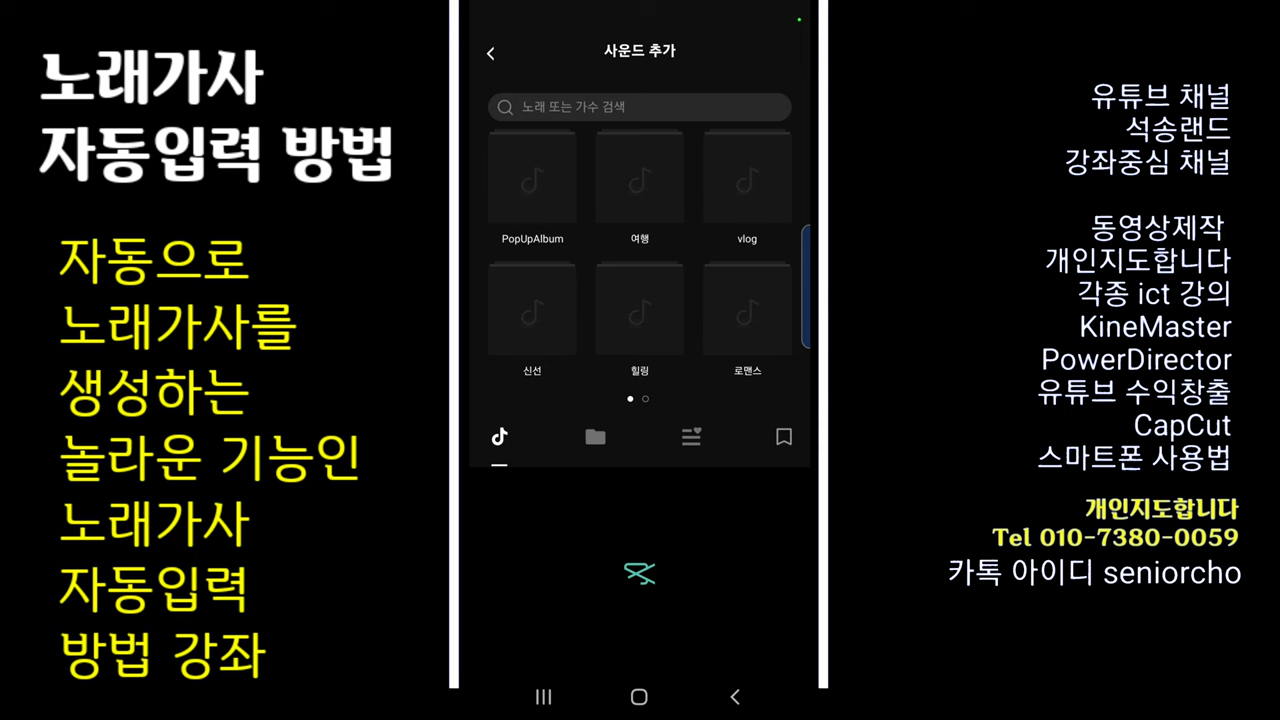 노래가사
자동입력 방법
자동으로
노래가사를
생성하는
놀라운 기능인
노래가사
자동입력
방법 강좌
사운드 추가
노래 또는 가수 검색
PopUpAlbum
여행
vlog
신선
힐링
로맨스
유튜브 채널
석송랜드
강좌중심 채널
동영상제작
개인지도합니다
각종 ict 강의
KineMaster
PowerDirector
유튜브 수익창출
CapCut
스마트폰 사용법
개인지도합니다
Tel 010-7380-0059
카톡 아이디 seniorcho